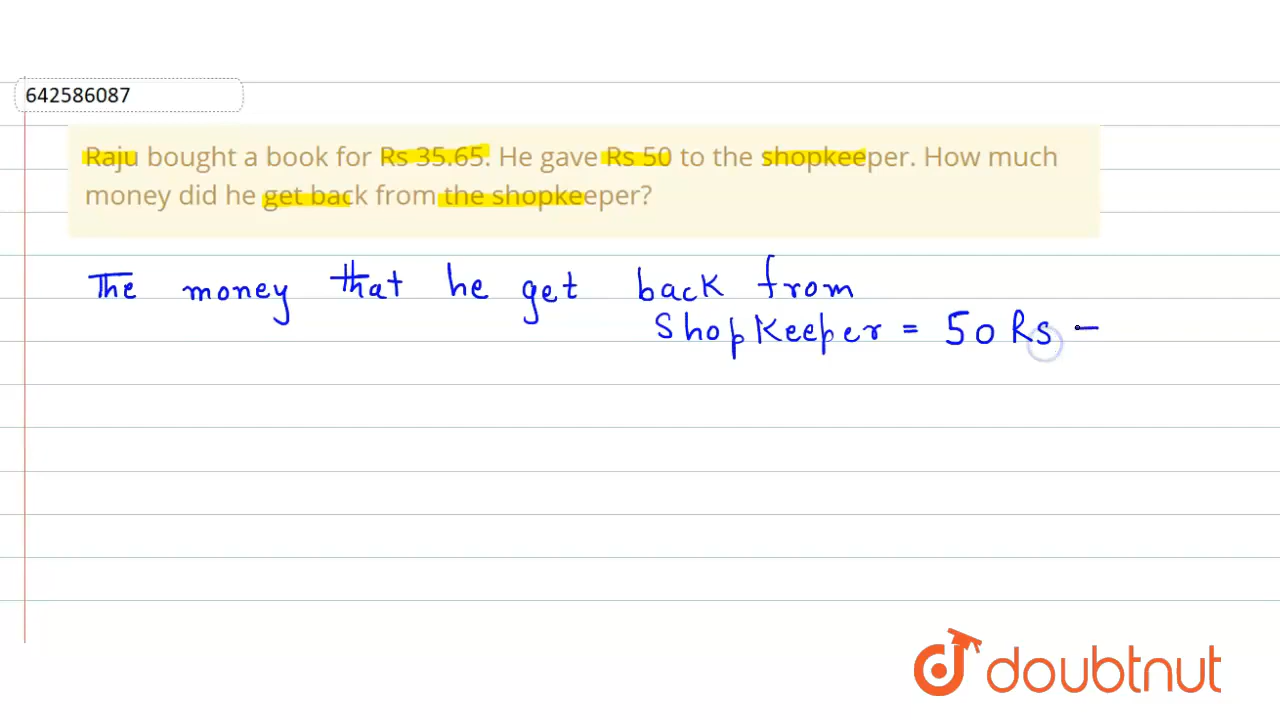 642586087
Raju bought a book for Rs 35.65. He gave Rs 50 to the shopkeeper. How much
money did he get back from the shopkeeper?
The money that he get back from
ShopKeeper = 50 Rs -
doubtnut